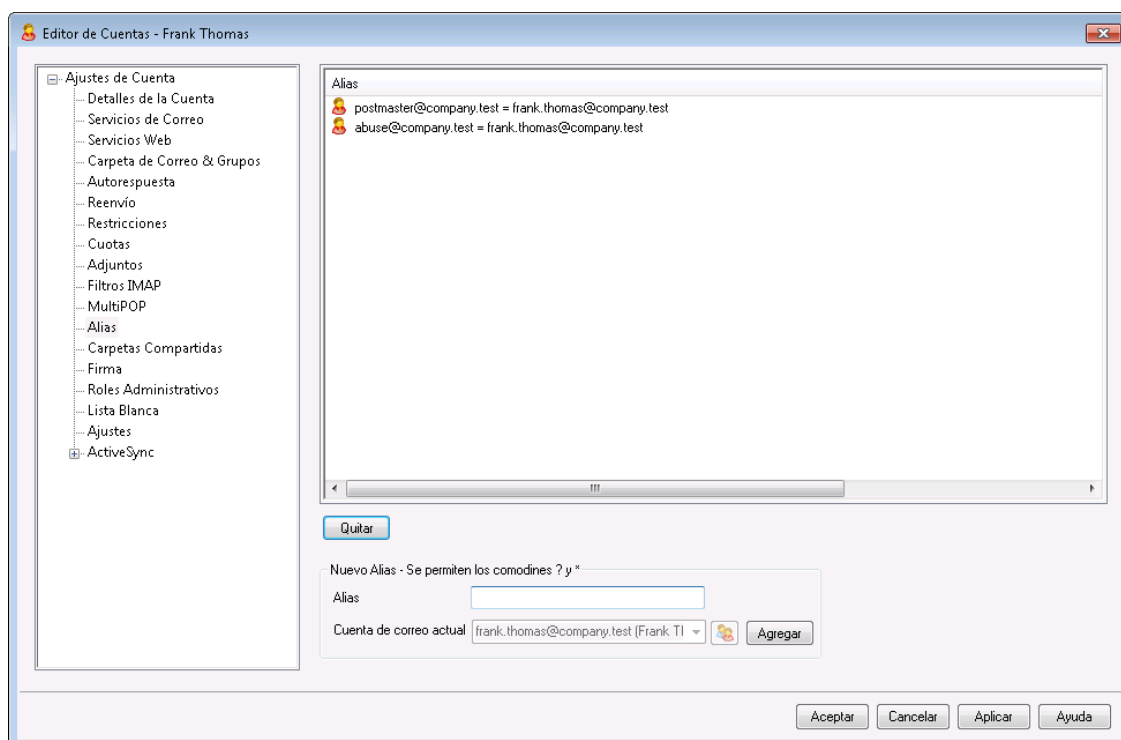 Editor de Cuentas - Frank Thomas
Ajustes de Cuenta
Detalles de la Cuenta
Servicios de Correo
Servicios Web
Carpeta de Correo & Grupos
Autorespuesta
Reenvío
Restricciones
Cuotas
Adjuntos
Filtros IMAP
MultiPOP
Alias
Carpetas Compartidas
Firma
Roles Administrativos
Lista Blanca
Ajustes
ActiveSync
Alias
postmaster@company.test = frank.thomas@company.test
abuse@company.test = frank.thomas@company.test
Quitar
Nuevo Alias - Se permiten los comodines ? y *
Alias
Cuenta de correo actual frank.thomas@company.test (Frank Tl Agregar
Aceptar Cancelar Aplicar Ayuda